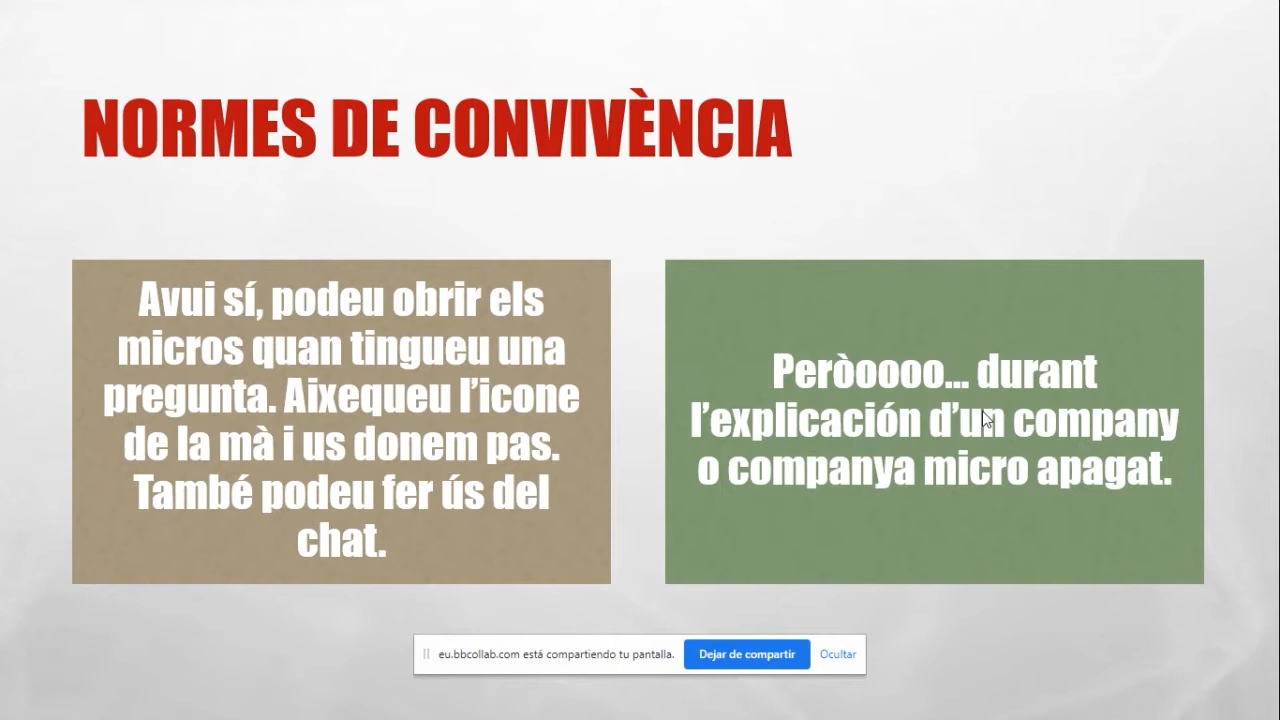 NORMES DE CONVIVÈNCIA
Avui sí, podeu obrir els
micros quan tingueu una
pregunta. Aixequeu l’icone
de la mà i us donem pas.
També podeu fer ús del
chat.
Peròoooo... durant
l’explicación d’un company
o companya micro apagat.
eu.bbcollab.com está compartiendo tu pantalla.
Dejar de compartir
Ocultar